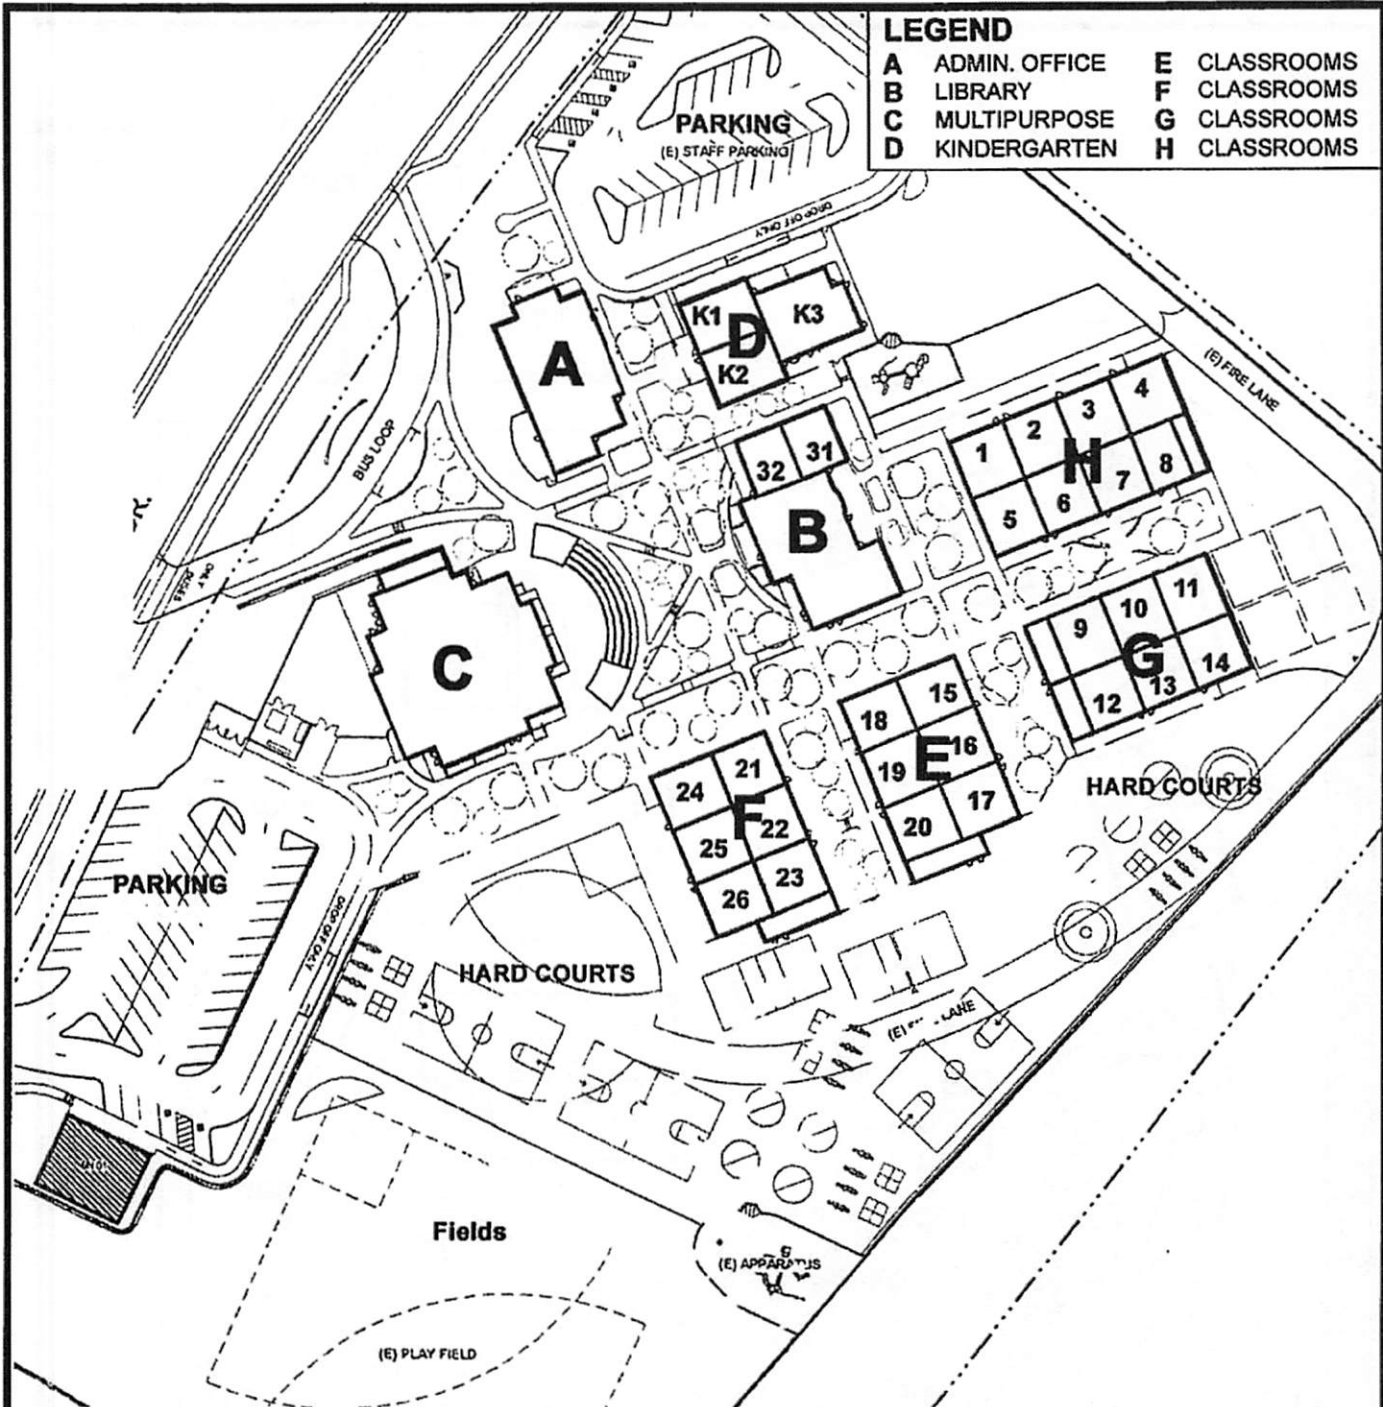 LEGEND
A ADMIN. OFFICE E CLASSROOMS
B LIBRARY F CLASSROOMS
C MULTIPURPOSE G CLASSROOMS
D KINDERGARTEN H CLASSROOMS
PARKING
(E) STAFF PARKING
DROP OFF ONLY
K1
D
K3
K2
A
(E) FIRE LANE
BUS LOOP
1
2
3
4
H
5
6
7
8
32
31
B
BUSES
ONLY
C
9
10
11
G
12
13
14
18
15
19
E
16
20
17
24
21
F
25
22
26
23
HARD COURTS
PARKING
DROP OFF ONLY
HARD COURTS
(E) LANE
Fields
(E) APPARATUS
(E) PLAY FIELD